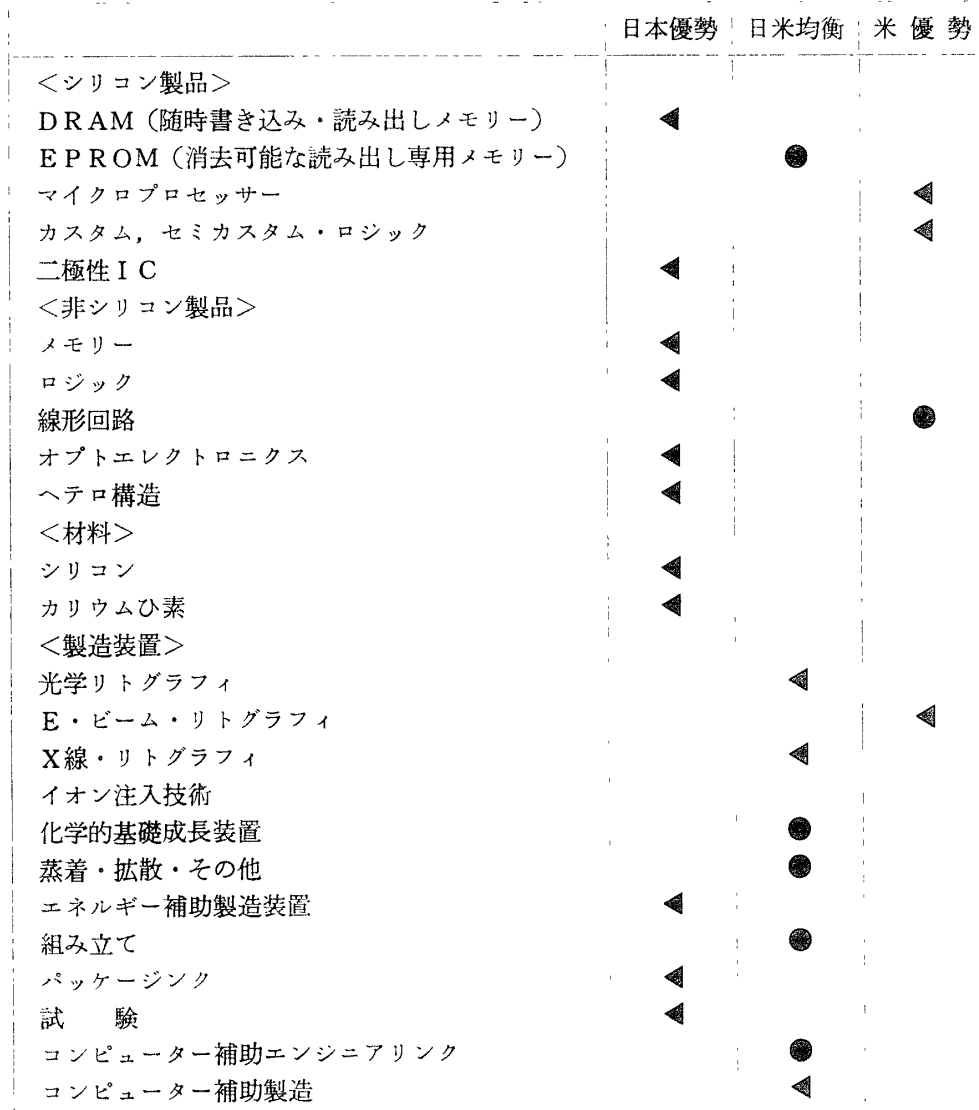 日本優勢 日米均衡 米優勢
＜シリコン製品＞
DRAM（随時書き込み・読み出しメモリー） ◀
EPROM（消去可能な読み出し専用メモリー） ●
マイクロプロセッサー ◀
カスタム，セミカスタム・ロジック ◀
二極性IC ◀
＜非シリコン製品＞
メモリー ◀
ロジック ◀
線形回路 ●
オプトエレクトロニクス ◀
ヘテロ構造 ◀
＜材料＞
シリコン ◀
カリウムひ素 ◀
＜製造装置＞
光学リトグラフィ ◀
E・ビーム・リトグラフィ ◀
X線・リトグラフィ ◀
イオン注入技術
化学的基礎成長装置 ●
蒸着・拡散・その他 ●
エネルギー補助製造装置 ◀
組み立て ●
パッケージンク ◀
試　験 ◀
コンピューター補助エンジニアリンク ●
コンピューター補助製造 ◀